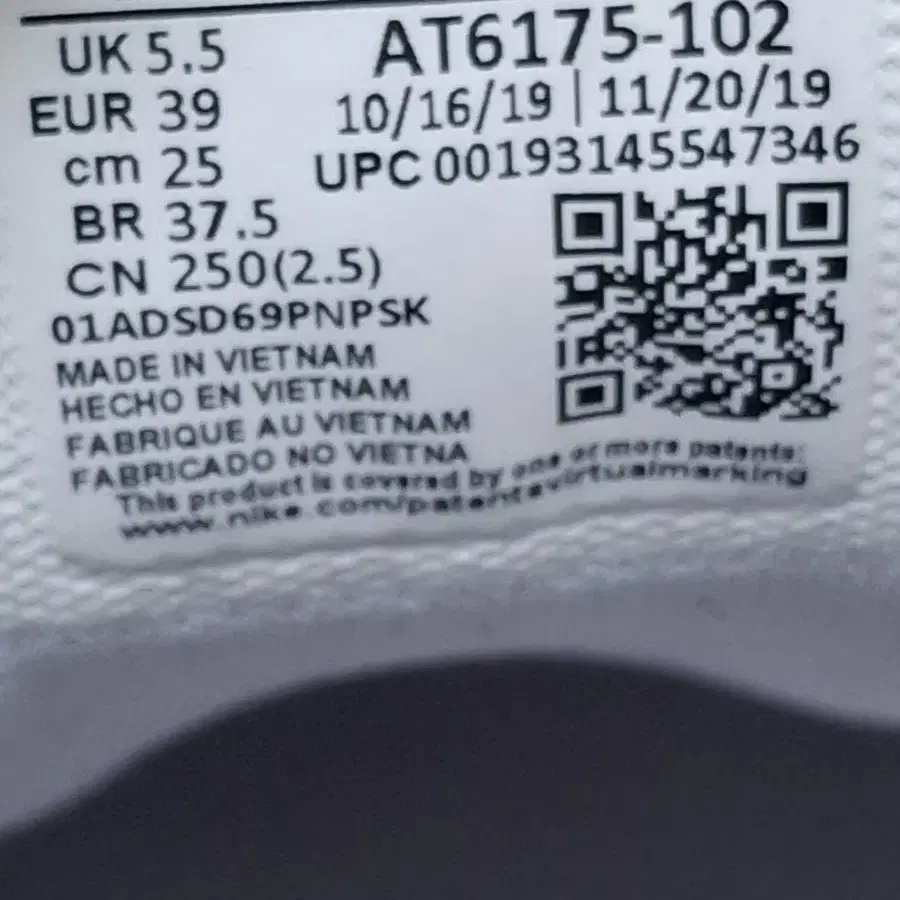 UK 5.5 AT6175-102
EUR 39 10/16/19 | 11/20/19
cm 25 UPC 00193145547346
BR 37.5
CN 250(2.5)
01ADSD69PNPSK
MADE IN VIETNAM
HECHO EN VIETNAM
FABRIQUE AU VIETNAM
FABRICADO NO VIETNA
This product is covered by one or more patents:
www.nike.com/patentsvirtualmarking